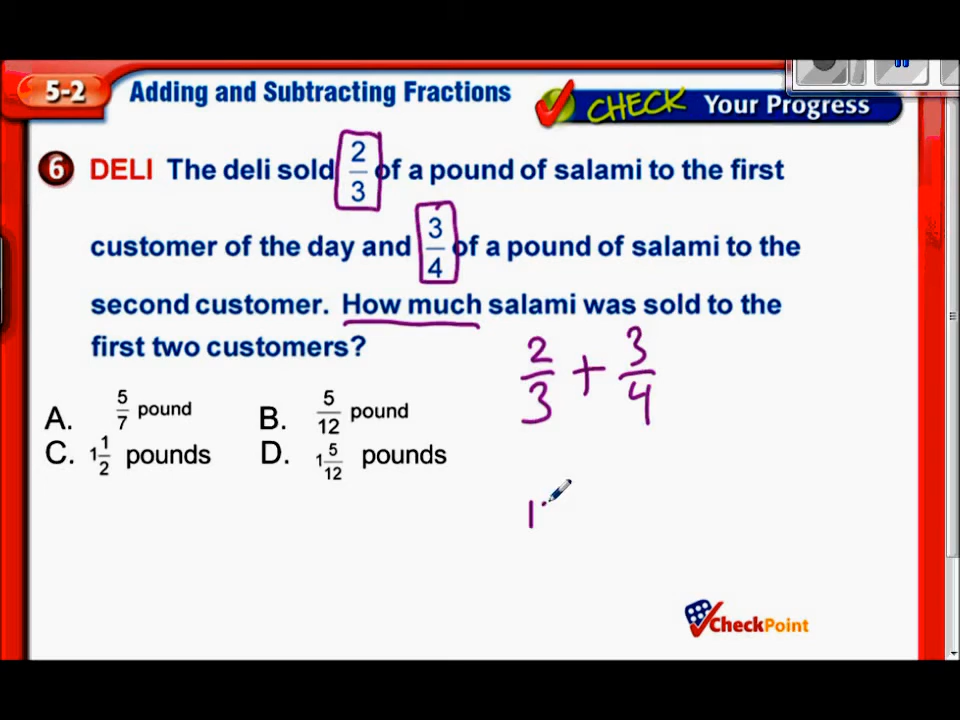 5-2 Adding and Subtracting Fractions
CHECK Your Progress
6 DELI The deli sold 2/3 of a pound of salami to the first
customer of the day and 3/4 of a pound of salami to the
second customer. How much salami was sold to the
first two customers?
2/3 + 3/4
A. 5/7 pound B. 5/12 pound
C. 1 1/2 pounds D. 1 5/12 pounds
1
CheckPoint